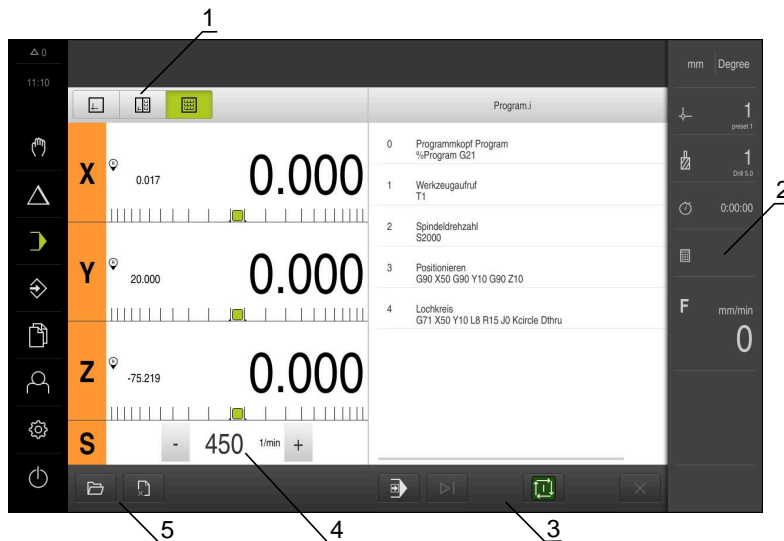 1
0
11:10
mm Degree
Program.i
1
preset 1
1
Drill 5.0
0:00:00
2
F mm/min
0
X R 0.017 0.000
Y R 20.000 0.000
Z R -75.219 0.000
S - 450 1/min +
0 Programmkopf Program
%Program G21
1 Werkzeugaufruf
T1
2 Spindeldrehzahl
S2000
3 Positionieren
G90 X50 G90 Y10 G90 Z10
4 Lochkreis
G71 X50 Y10 L8 R15 J0 Kcircle Dthru
5
4
3